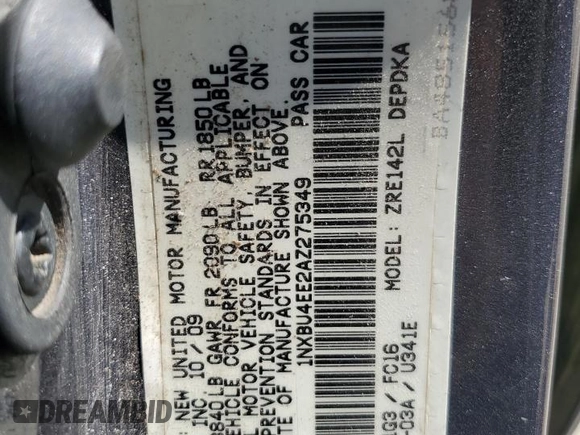 : NEW UNITED MOTOR MANUFACTURING
INC. 10/09
3840LB GAWR FR 2090LB RR 1850LB
VEHICLE CONFORMS TO ALL APPLICABLE
L MOTOR VEHICLE SAFETY, BUMPER, AND
PREVENTION STANDARDS IN EFFECT ON
TE OF MANUFACTURE SHOWN ABOVE.
1NXBU4EE2AZ275349 PASS CAR
1G3 / FC16 MODEL: ZRE142L DEPDKA
-03A / U341E
DREAMBID